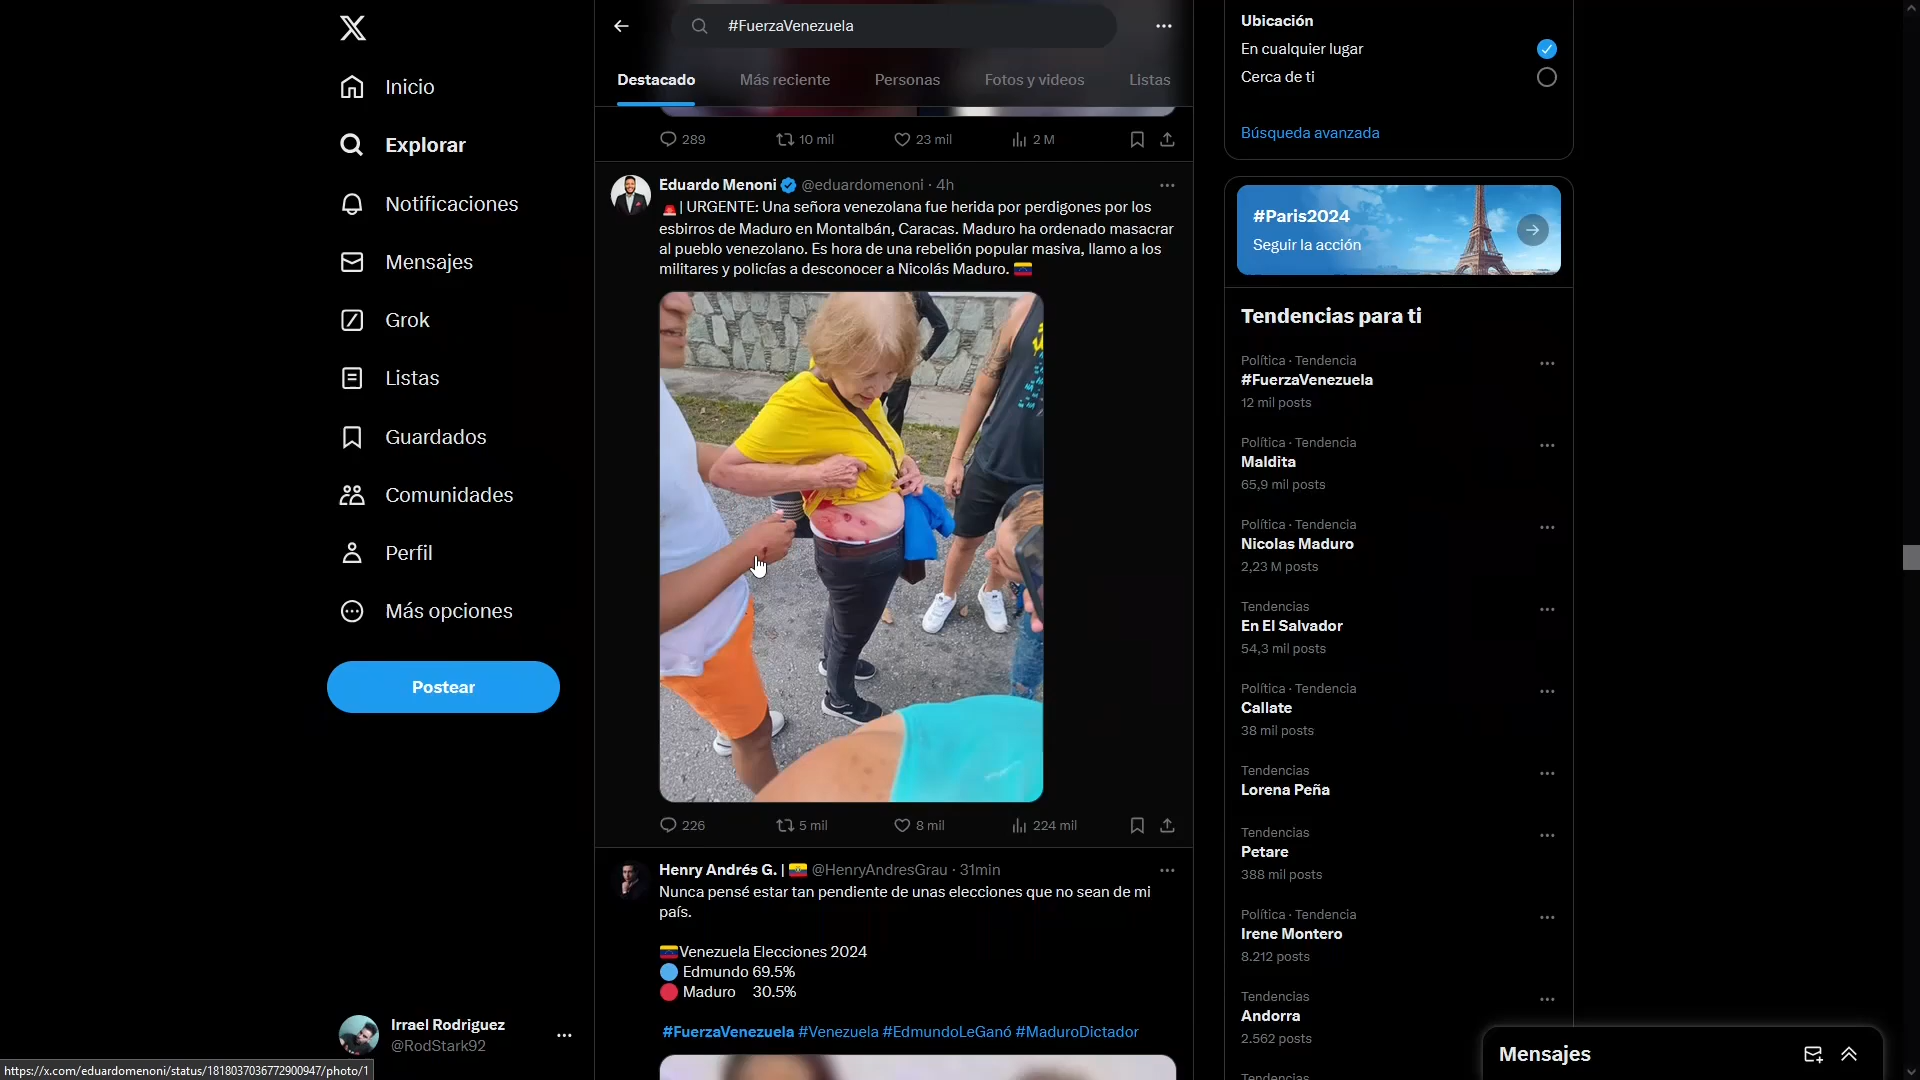 Inicio
Explorar
Notificaciones
Mensajes
Grok
Listas
Guardados
Comunidades
Perfil
Más opciones
Postear
Irrael Rodriguez
@RodStark92
https://x.com/eduardomenoni/status/1818037036772900947/photo/1
#FuerzaVenezuela
Destacado Más reciente Personas Fotos y videos Listas
289 10 mil 23 mil 2 M
Eduardo Menoni @eduardomenoni · 4h
🚨| URGENTE: Una señora venezolana fue herida por perdigones por los
esbirros de Maduro en Montalbán, Caracas. Maduro ha ordenado masacrar
al pueblo venezolano. Es hora de una rebelión popular masiva, llamo a los
militares y policías a desconocer a Nicolás Maduro. 🇻🇪
226 5 mil 8 mil 224 mil
Henry Andrés G. | 🇪🇨 @HenryAndresGrau · 31min
Nunca pensé estar tan pendiente de unas elecciones que no sean de mi
país.
🇻🇪Venezuela Elecciones 2024
🔵 Edmundo 69.5%
🔴 Maduro 30.5%
#FuerzaVenezuela #Venezuela #EdmundoLeGanó #MaduroDictador
Ubicación
En cualquier lugar
Cerca de ti
Búsqueda avanzada
#Paris2024
Seguir la acción
Tendencias para ti
Política · Tendencia
#FuerzaVenezuela
12 mil posts
Política · Tendencia
Maldita
65,9 mil posts
Política · Tendencia
Nicolas Maduro
2,23 M posts
Tendencias
En El Salvador
54,3 mil posts
Política · Tendencia
Callate
38 mil posts
Tendencias
Lorena Peña
Tendencias
Petare
388 mil posts
Política · Tendencia
Irene Montero
8.212 posts
Tendencias
Andorra
2.562 posts
Tendencias
Mensajes